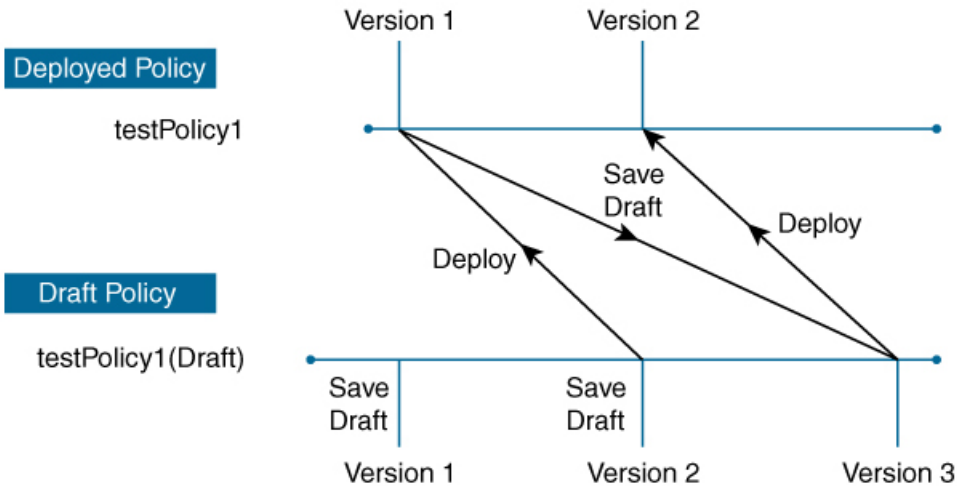 Version 1
Version 2
Deployed Policy
testPolicy1
Save
Draft
Deploy
Deploy
Draft Policy
testPolicy1(Draft)
Save
Draft
Save
Draft
Version 1
Version 2
Version 3